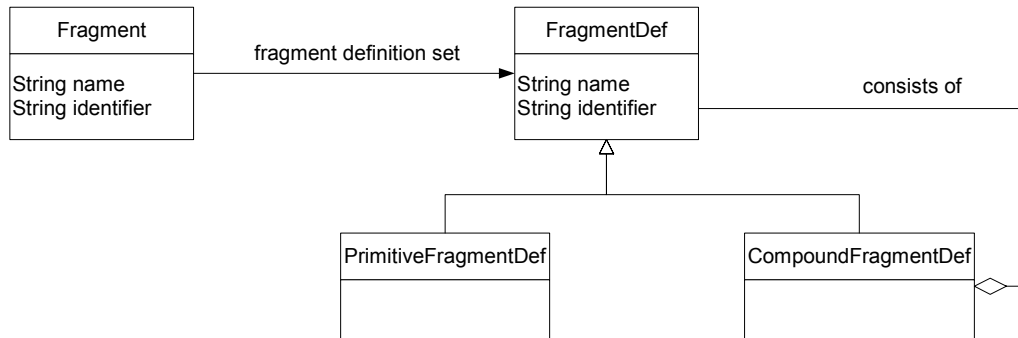 Fragment
String name
String identifier
fragment definition set
FragmentDef
String name
String identifier
consists of
PrimitiveFragmentDef
CompoundFragmentDef